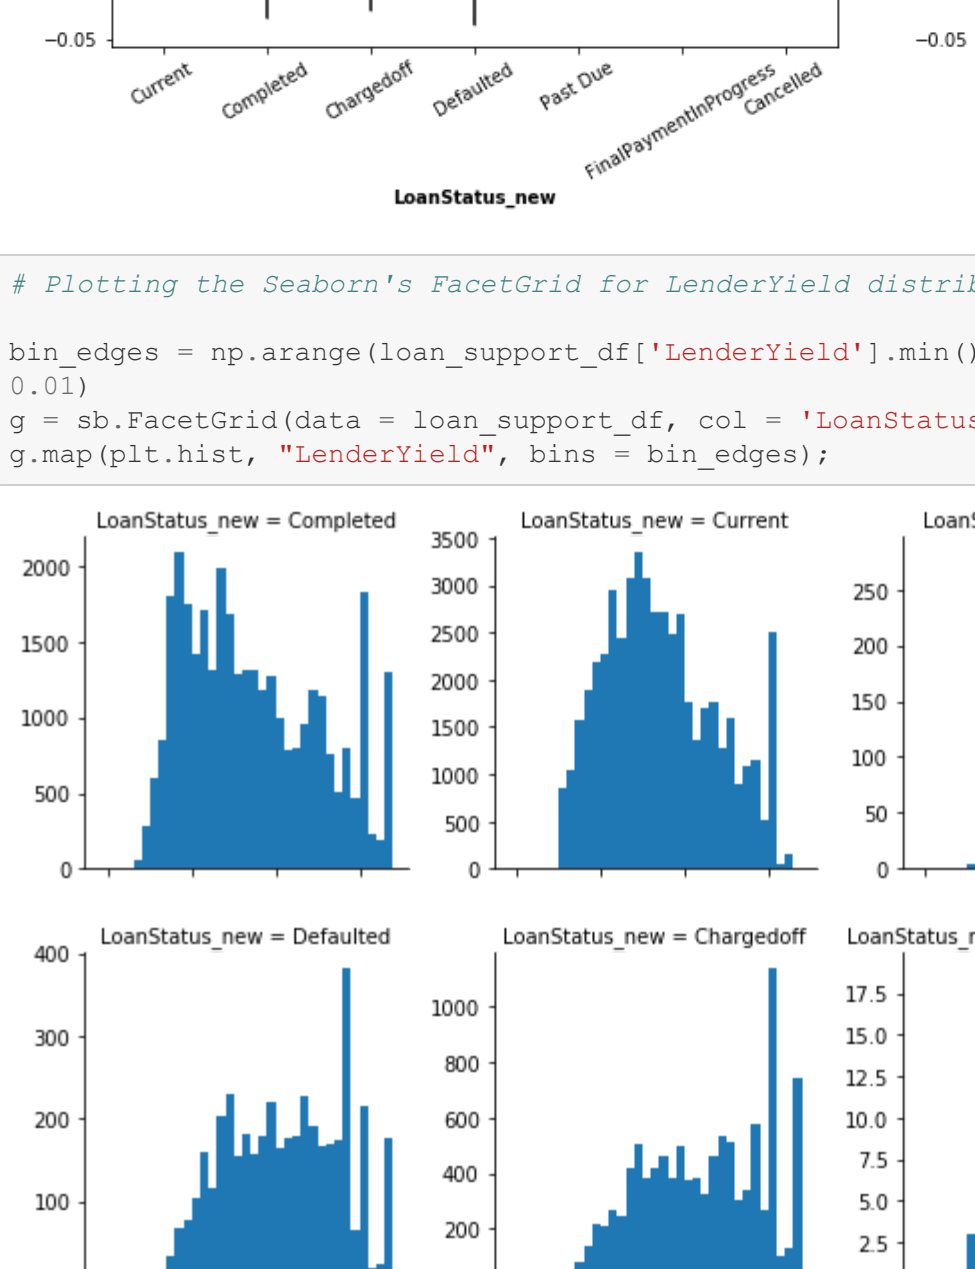 −0.05
−0.05
Current
Completed
Chargedoff
Defaulted
Past Due
FinalPaymentInProgress
Cancelled
LoanStatus_new
# Plotting the Seaborn's FacetGrid for LenderYield distrib
bin_edges = np.arange(loan_support_df['LenderYield'].min()
0.01)
g = sb.FacetGrid(data = loan_support_df, col = 'LoanStatus
g.map(plt.hist, "LenderYield", bins = bin_edges);
LoanStatus_new = Completed
2000
1500
1000
500
0
LoanStatus_new = Current
3500
3000
2500
2000
1500
1000
500
0
LoanS
250
200
150
100
50
0
LoanStatus_new = Defaulted
400
300
200
100
LoanStatus_new = Chargedoff
1000
800
600
400
200
LoanStatus_n
17.5
15.0
12.5
10.0
7.5
5.0
2.5